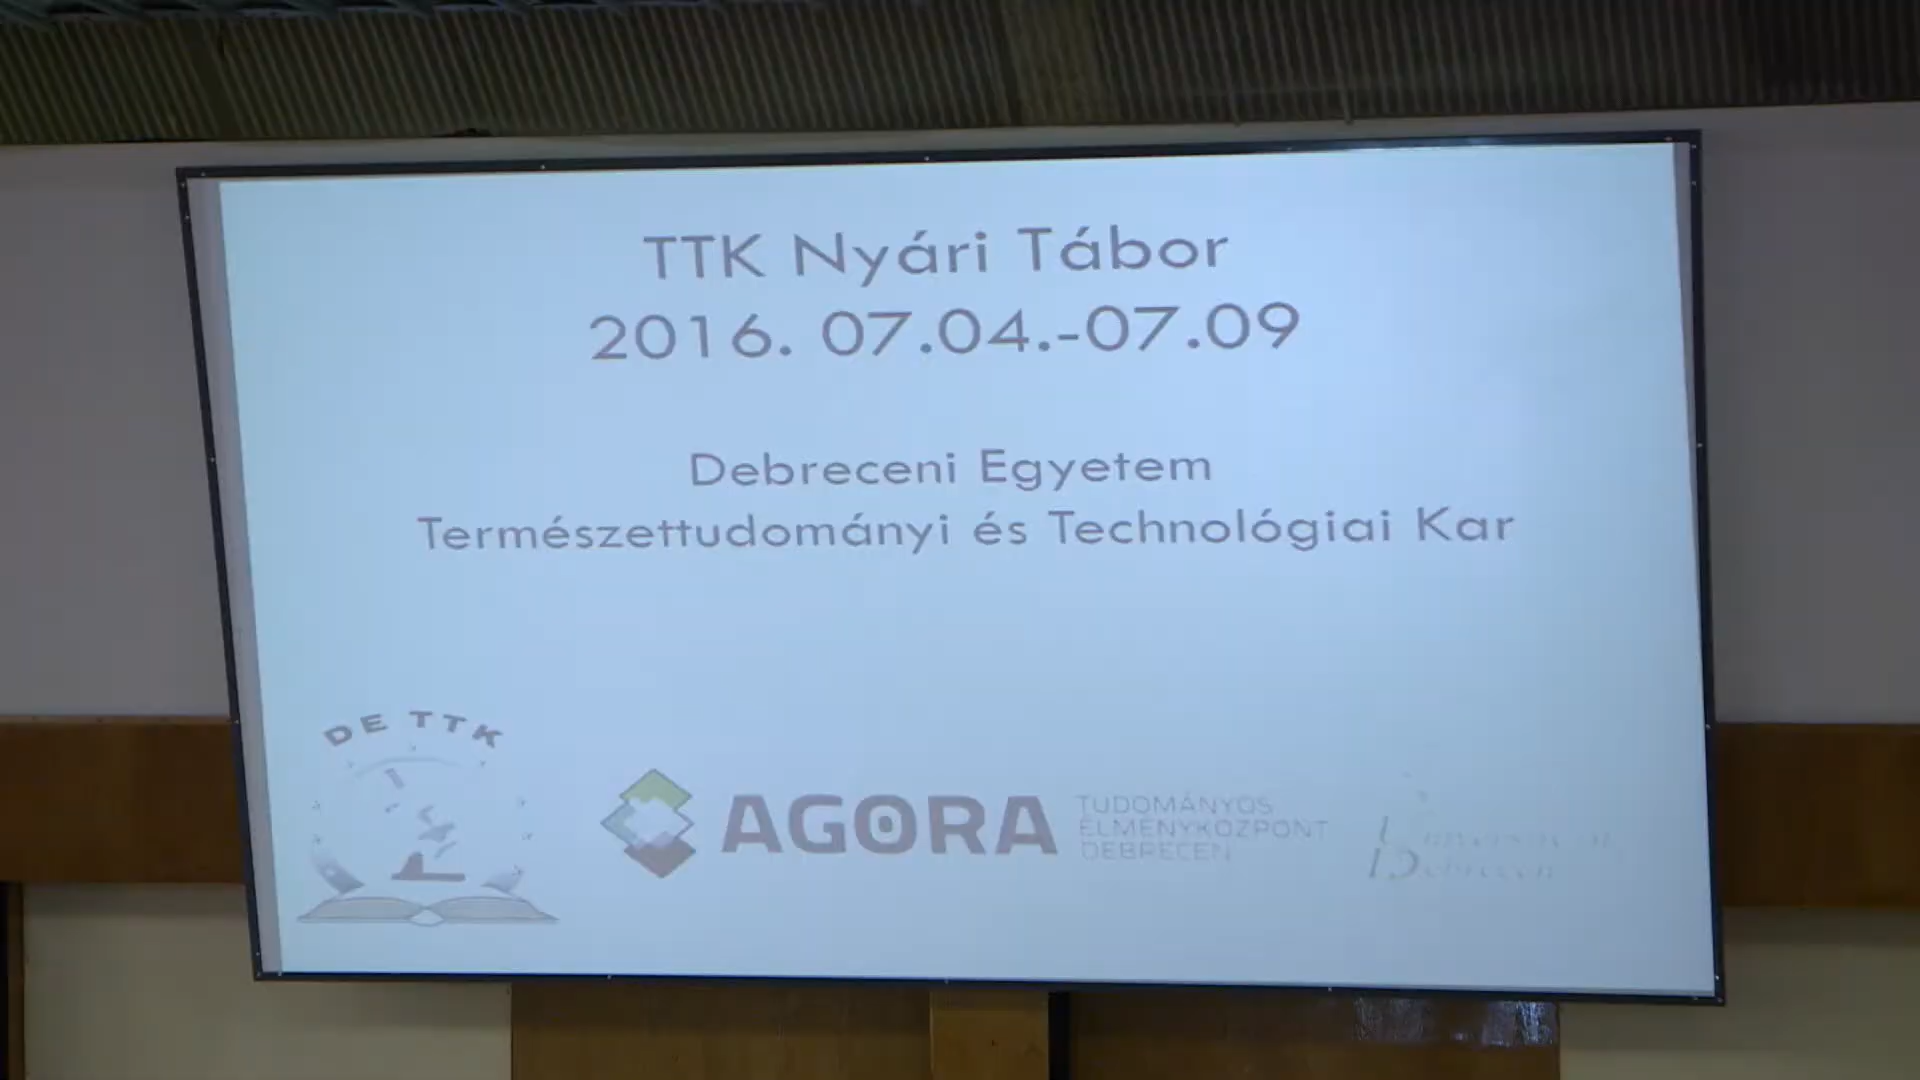 TTK Nyári Tábor
2016. 07.04.-07.09
Debreceni Egyetem
Természettudományi és Technológiai Kar
DE TTK
AGORA
TUDOMÁNYOS
ÉLMÉNYKÖZPONT
DEBRECEN